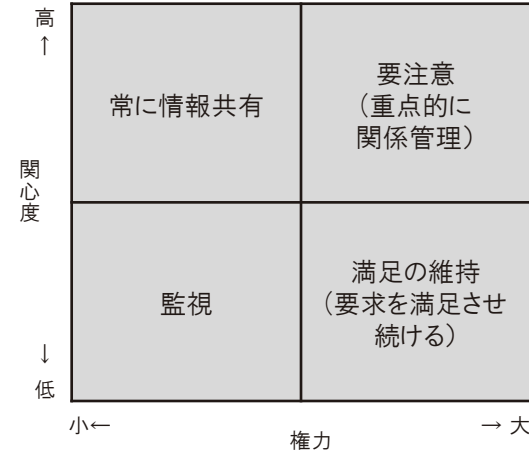 高
↑
常に情報共有
要注意
（重点的に
関係管理）
関
心
度
監視
満足の維持
（要求を満足させ
続ける）
↓
低
小←
権力
→ 大